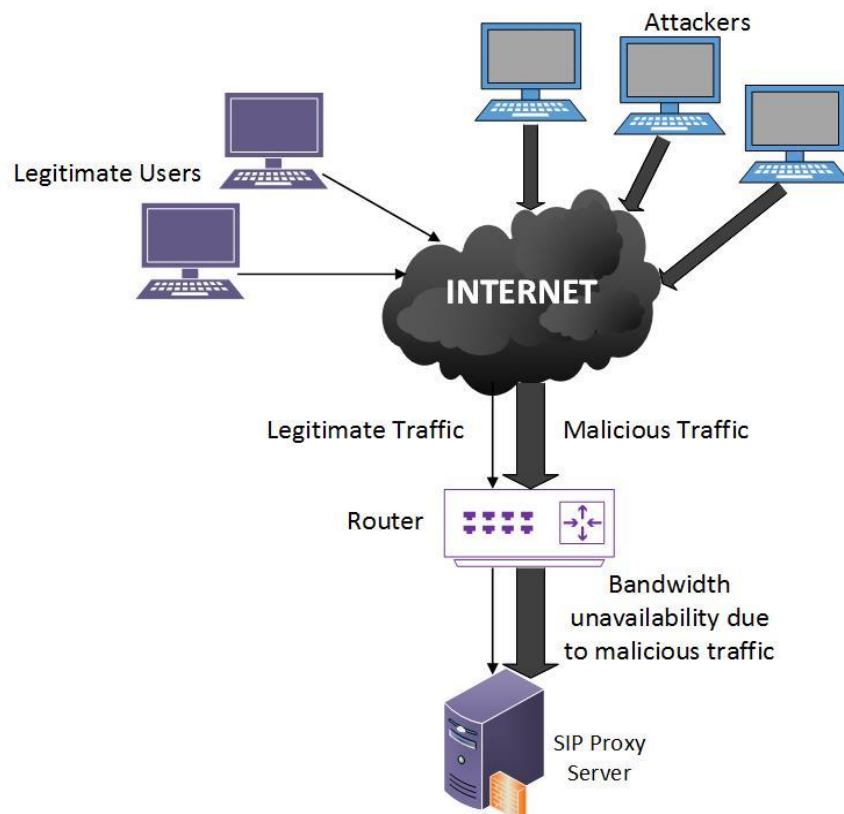 Attackers
Legitimate Users
INTERNET
Legitimate Traffic
Malicious Traffic
Router
Bandwidth
unavailability due
to malicious traffic
SIP Proxy
Server